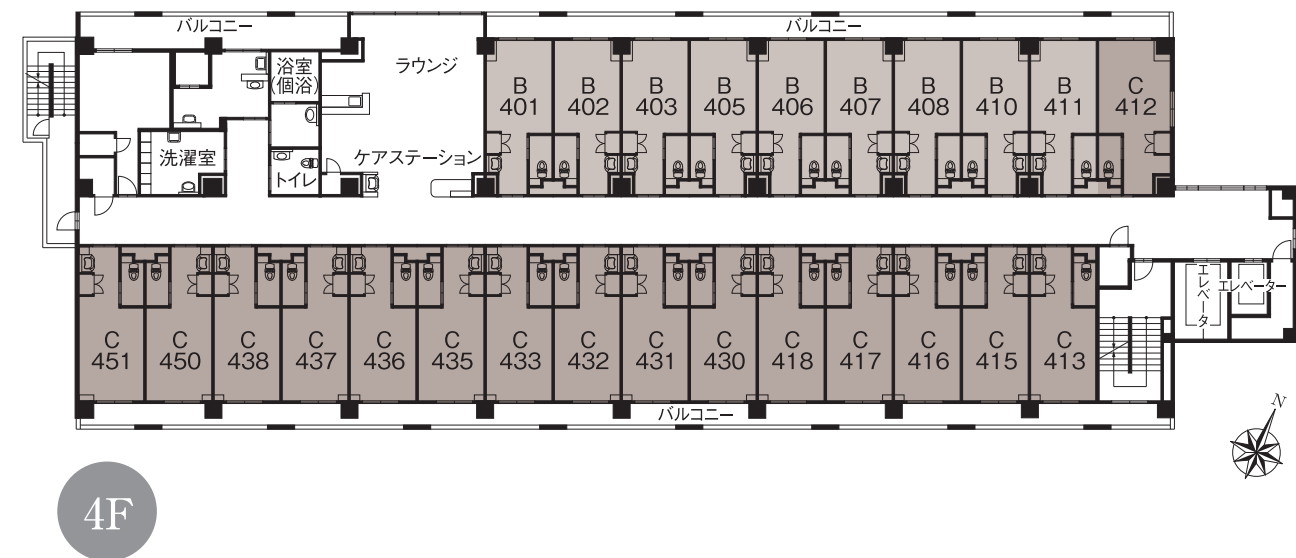 バルコニー
バルコニー
浴室
(個浴)
ラウンジ
B
401
B
402
B
403
B
405
B
406
B
407
B
408
B
410
B
411
C
412
洗濯室
トイレ
ケアステーション
C
451
C
450
C
438
C
437
C
436
C
435
C
433
C
432
C
431
C
430
C
418
C
417
C
416
C
415
C
413
エレベーター
エレベーター
バルコニー
N
4F